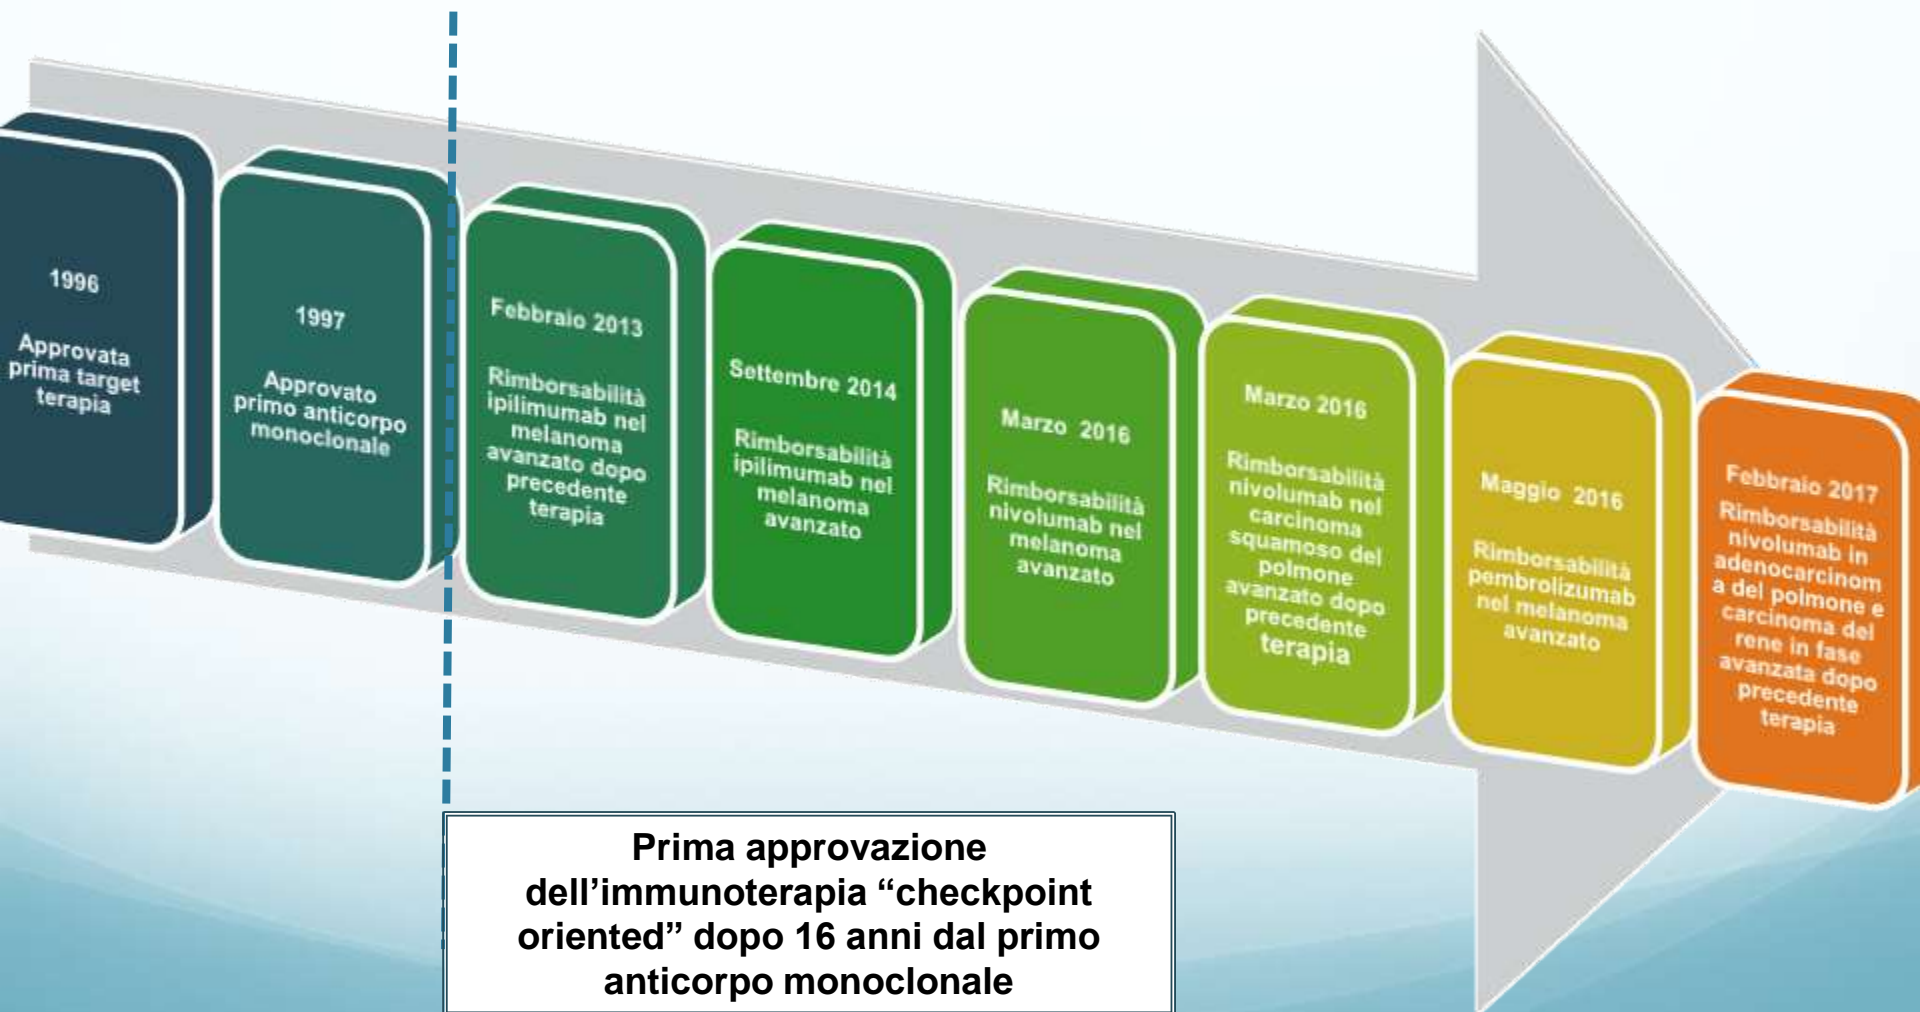 1996
Approvata
prima target
terapia
1997
Approvato
primo anticorpo
monoclonale
Febbraio 2013
Rimborsabilità
ipilimumab nel
melanoma
avanzato dopo
precedente
terapia
Settembre 2014
Rimborsabilità
ipilimumab nel
melanoma
avanzato
Marzo 2016
Rimborsabilità
nivolumab nel
melanoma
avanzato
Marzo 2016
Rimborsabilità
nivolumab nel
carcinoma
squamoso del
polmone
avanzato dopo
precedente
terapia
Maggio 2016
Rimborsabilità
pembrolizumab
nel melanoma
avanzato
Febbraio 2017
Rimborsabilità
nivolumab in
adenocarcinom
a del polmone e
carcinoma del
rene in fase
avanzata dopo
precedente
terapia
Prima approvazione
dell’immunoterapia “checkpoint
oriented” dopo 16 anni dal primo
anticorpo monoclonale